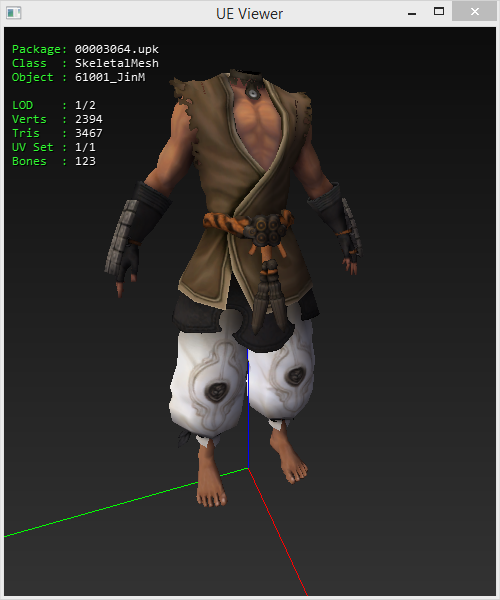 UE Viewer
Package: 00003064.upk
Class : SkeletalMesh
Object : 61001_JinM
LOD : 1/2
Verts : 2394
Tris : 3467
UV Set : 1/1
Bones : 123